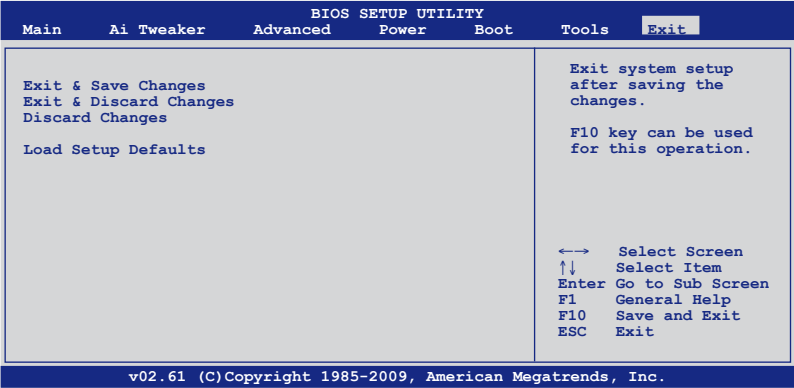 BIOS SETUP UTILITY
Main Ai Tweaker Advanced Power Boot Tools Exit
Exit & Save Changes
Exit & Discard Changes
Discard Changes
Load Setup Defaults
Exit system setup
after saving the
changes.
F10 key can be used
for this operation.
←→ Select Screen
↑↓ Select Item
Enter Go to Sub Screen
F1 General Help
F10 Save and Exit
ESC Exit
v02.61 (C)Copyright 1985-2009, American Megatrends, Inc.